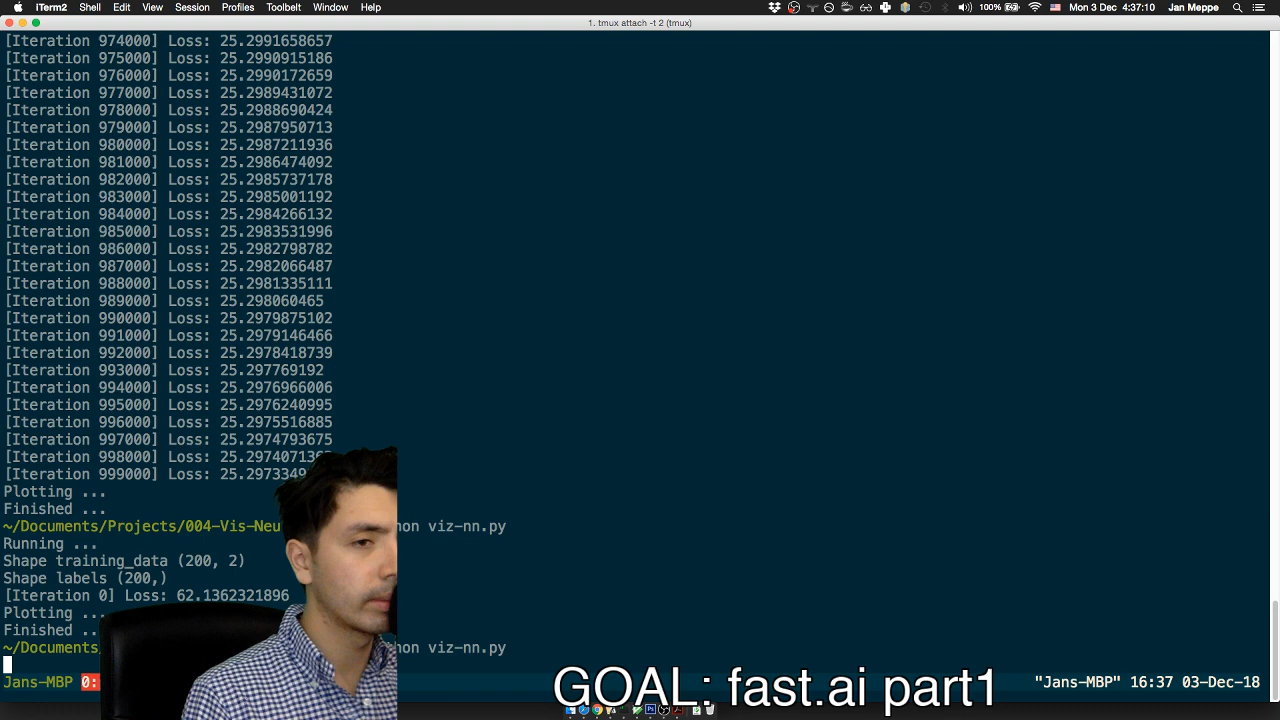 iTerm2 Shell Edit View Session Profiles Toolbelt Window Help 100% Mon 3 Dec 4:37:10 Jan Meppe
1. tmux attach -t 2 (tmux)
[Iteration 974000] Loss: 25.2991658657
[Iteration 975000] Loss: 25.2990915186
[Iteration 976000] Loss: 25.2990172659
[Iteration 977000] Loss: 25.2989431072
[Iteration 978000] Loss: 25.2988690424
[Iteration 979000] Loss: 25.2987950713
[Iteration 980000] Loss: 25.2987211936
[Iteration 981000] Loss: 25.2986474092
[Iteration 982000] Loss: 25.2985737178
[Iteration 983000] Loss: 25.2985001192
[Iteration 984000] Loss: 25.2984266132
[Iteration 985000] Loss: 25.2983531996
[Iteration 986000] Loss: 25.2982798782
[Iteration 987000] Loss: 25.2982066487
[Iteration 988000] Loss: 25.2981335111
[Iteration 989000] Loss: 25.298060465
[Iteration 990000] Loss: 25.2979875102
[Iteration 991000] Loss: 25.2979146466
[Iteration 992000] Loss: 25.2978418739
[Iteration 993000] Loss: 25.297769192
[Iteration 994000] Loss: 25.2976966006
[Iteration 995000] Loss: 25.2976240995
[Iteration 996000] Loss: 25.2975516885
[Iteration 997000] Loss: 25.2974793675
[Iteration 998000] Loss: 25.297407136
[Iteration 999000] Loss: 25.2973349
Plotting ...
Finished ...
~/Documents/Projects/004-Vis-Neu hon viz-nn.py
Running ...
Shape training_data (200, 2)
Shape labels (200,)
[Iteration 0] Loss: 62.1362321896
Plotting ...
Finished ..
~/Documents/ hon viz-nn.py
Jans-MBP 0: "Jans-MBP" 16:37 03-Dec-18
GOAL: fast.ai part1